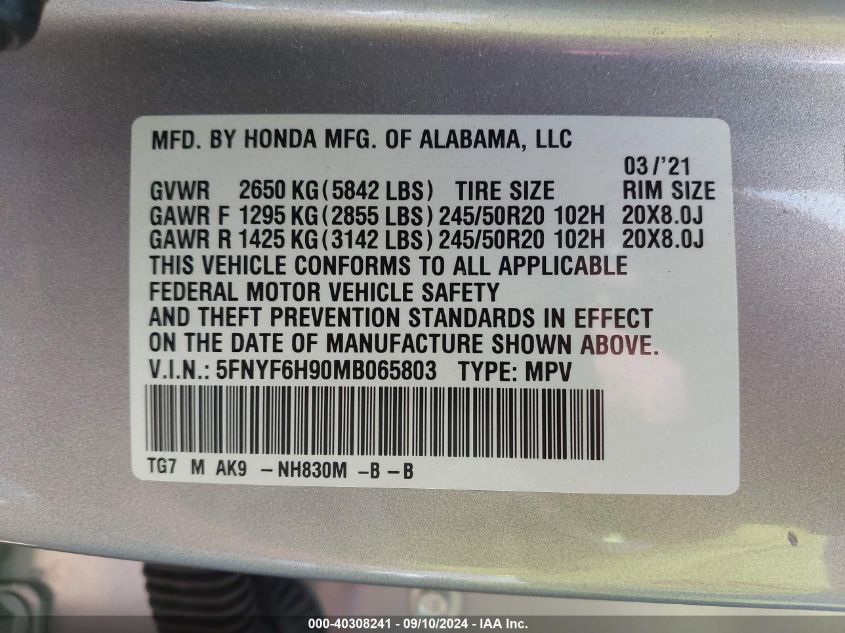 MFD. BY HONDA MFG. OF ALABAMA, LLC
03/'21
GVWR 2650 KG (5842 LBS) TIRE SIZE RIM SIZE
GAWR F 1295 KG (2855 LBS) 245/50R20 102H 20X8.0J
GAWR R 1425 KG (3142 LBS) 245/50R20 102H 20X8.0J
THIS VEHICLE CONFORMS TO ALL APPLICABLE
FEDERAL MOTOR VEHICLE SAFETY
AND THEFT PREVENTION STANDARDS IN EFFECT
ON THE DATE OF MANUFACTURE SHOWN ABOVE.
V.I.N.: 5FNYF6H90MB065803 TYPE: MPV
TG7 M AK9 – NH830M –B –B
000-40308241 - 09/10/2024 - IAA Inc.